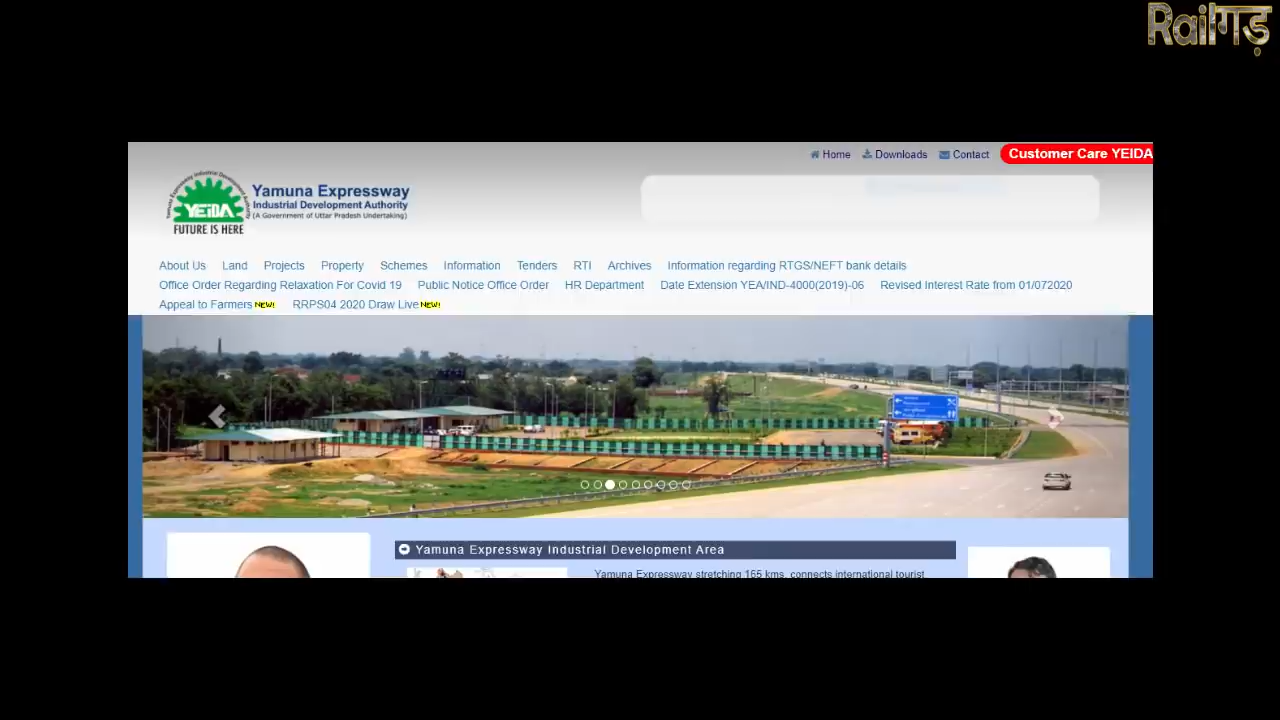 Railगड़
Home Downloads Contact Customer Care YEIDA
YEIDA
FUTURE IS HERE
Yamuna Expressway
Industrial Development Authority
(A Government of Uttar Pradesh Undertaking)
About Us Land Projects Property Schemes Information Tenders RTI Archives Information regarding RTGS/NEFT bank details
Office Order Regarding Relaxation For Covid 19 Public Notice Office Order HR Department Date Extension YEA/IND-4000(2019)-06 Revised Interest Rate from 01/072020
Appeal to Farmers NEW! RRPS04 2020 Draw Live NEW!
Yamuna Expressway Industrial Development Area
Yamuna Expressway stretching 165 kms, connects international tourist